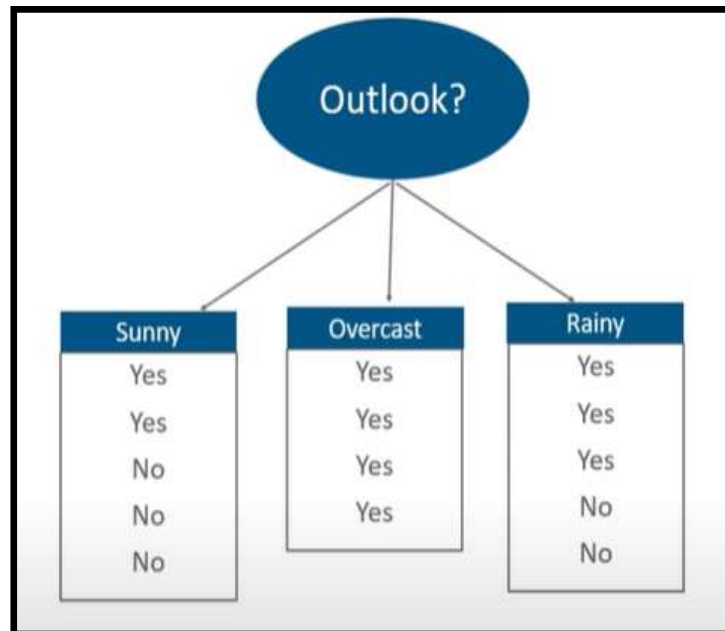 Outlook?
Sunny
Yes
Yes
No
No
No
Overcast
Yes
Yes
Yes
Yes
Rainy
Yes
Yes
Yes
No
No